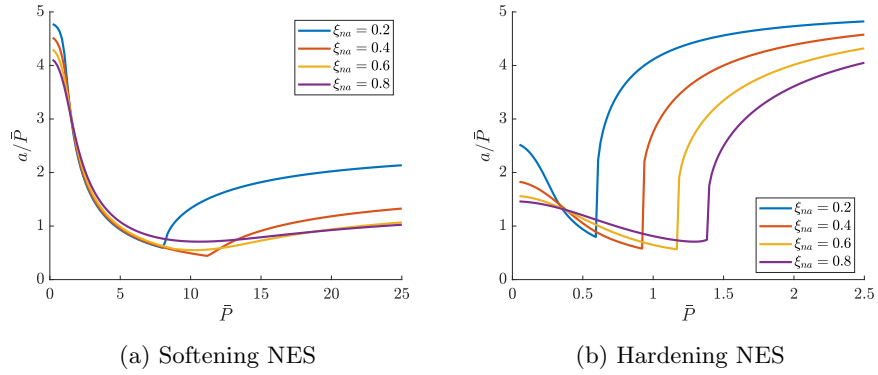 5
4
3
2
1
0
a/P̄
0
5
10
15
20
25
P̄
ξna = 0.2
ξna = 0.4
ξna = 0.6
ξna = 0.8
(a) Softening NES
5
4
3
2
1
0
a/P̄
0
0.5
1
1.5
2
2.5
P̄
ξna = 0.2
ξna = 0.4
ξna = 0.6
ξna = 0.8
(b) Hardening NES